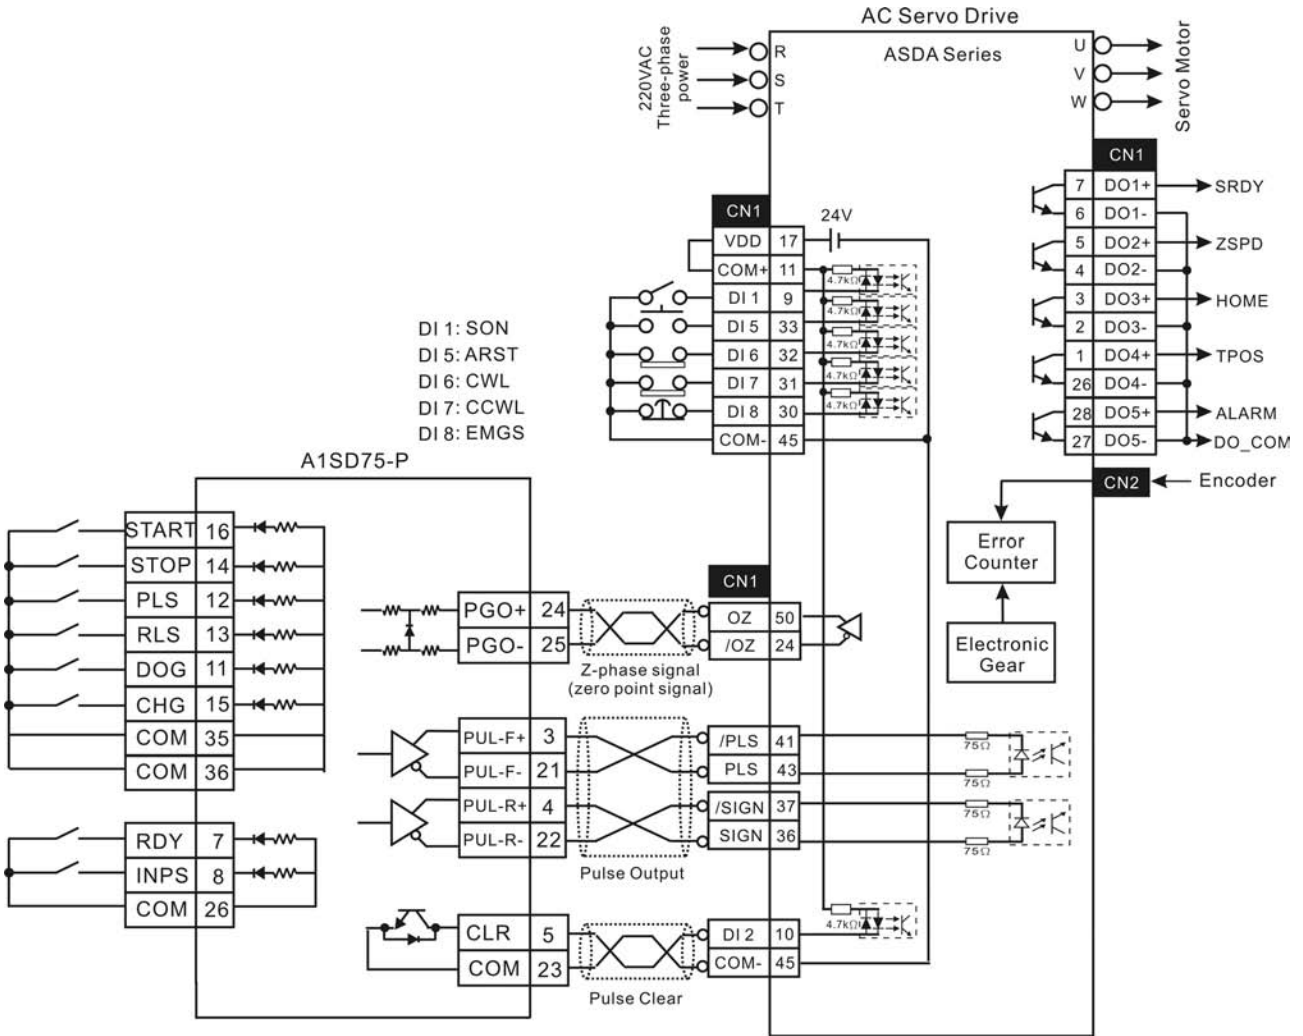 AC Servo Drive
ASDA Series
220VAC
Three-phase
power
R
S
T
U
V
W
Servo Motor
CN1
7 DO1+ SRDY
6 DO1-
5 DO2+ ZSPD
4 DO2-
3 DO3+ HOME
2 DO3-
1 DO4+ TPOS
26 DO4-
28 DO5+ ALARM
27 DO5- DO_COM
CN2 Encoder
Error
Counter
Electronic
Gear
CN1
24V
VDD 17
COM+ 11
4.7kΩ
DI 1 9
4.7kΩ
DI 5 33
4.7kΩ
DI 6 32
4.7kΩ
DI 7 31
4.7kΩ
DI 8 30
COM- 45
DI 1: SON
DI 5: ARST
DI 6: CWL
DI 7: CCWL
DI 8: EMGS
A1SD75-P
START 16
STOP 14
PLS 12
RLS 13
DOG 11
CHG 15
COM 35
COM 36
RDY 7
INPS 8
COM 26
PGO+ 24
PGO- 25
Z-phase signal
(zero point signal)
CN1
OZ 50
/OZ 24
PUL-F+ 3
PUL-F- 21
PUL-R+ 4
PUL-R- 22
Pulse Output
/PLS 41
75Ω
PLS 43
75Ω
/SIGN 37
75Ω
SIGN 36
75Ω
CLR 5
COM 23
Pulse Clear
4.7kΩ
DI 2 10
COM- 45